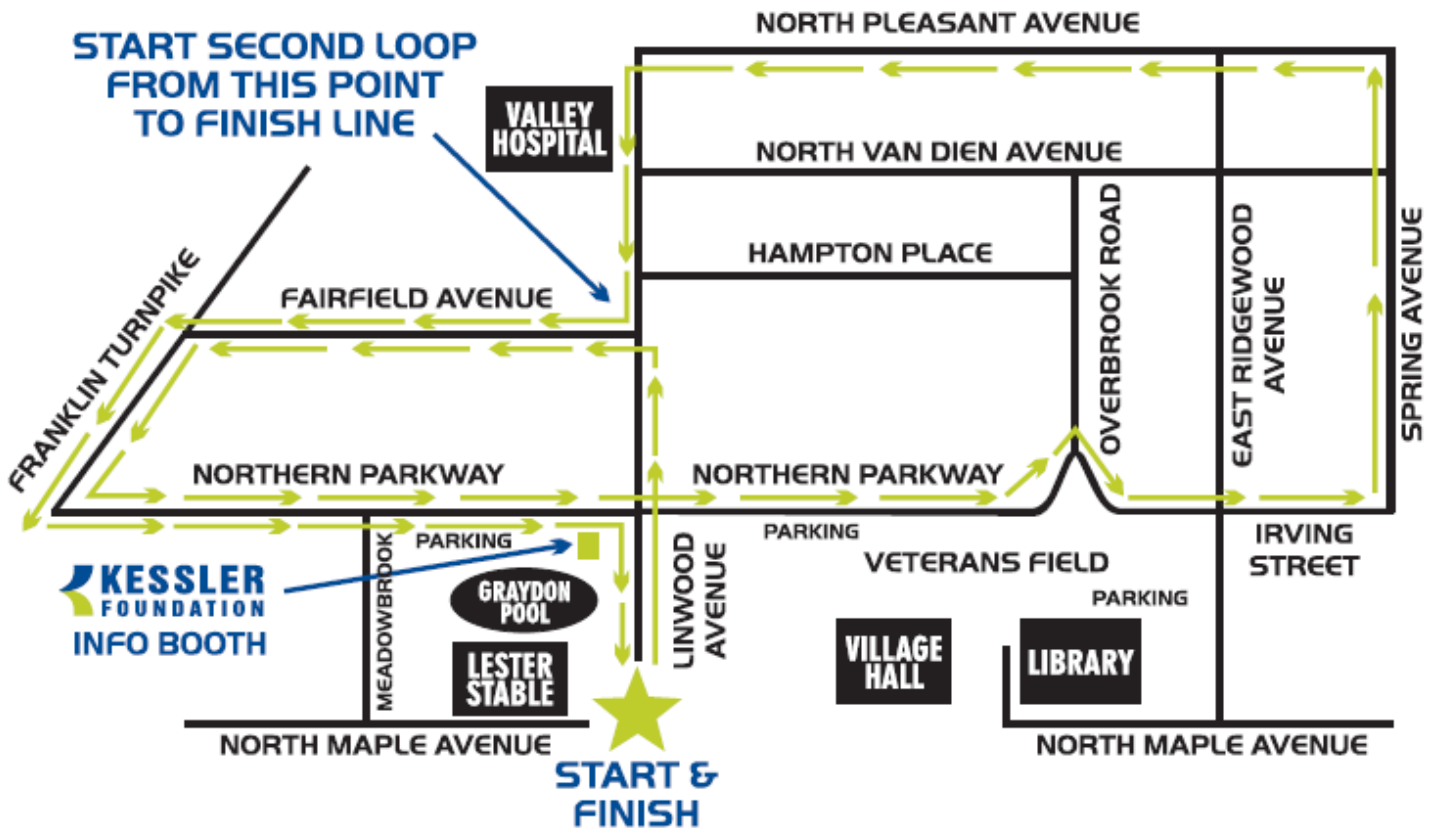 NORTH PLEASANT AVENUE
START SECOND LOOP
FROM THIS POINT
TO FINISH LINE
VALLEY
HOSPITAL
NORTH VAN DIEN AVENUE
HAMPTON PLACE
OVERBROOK ROAD
EAST RIDGEWOOD
AVENUE
SPRING AVENUE
FRANKLIN TURNPIKE
FAIRFIELD AVENUE
NORTHERN PARKWAY
NORTHERN PARKWAY
PARKING
PARKING
IRVING
STREET
VETERANS FIELD
PARKING
KESSLER
FOUNDATION
INFO BOOTH
MEADOWBROOK
GRAYDON
POOL
LINWOOD
AVENUE
LESTER
STABLE
VILLAGE
HALL
LIBRARY
NORTH MAPLE AVENUE
NORTH MAPLE AVENUE
START &
FINISH